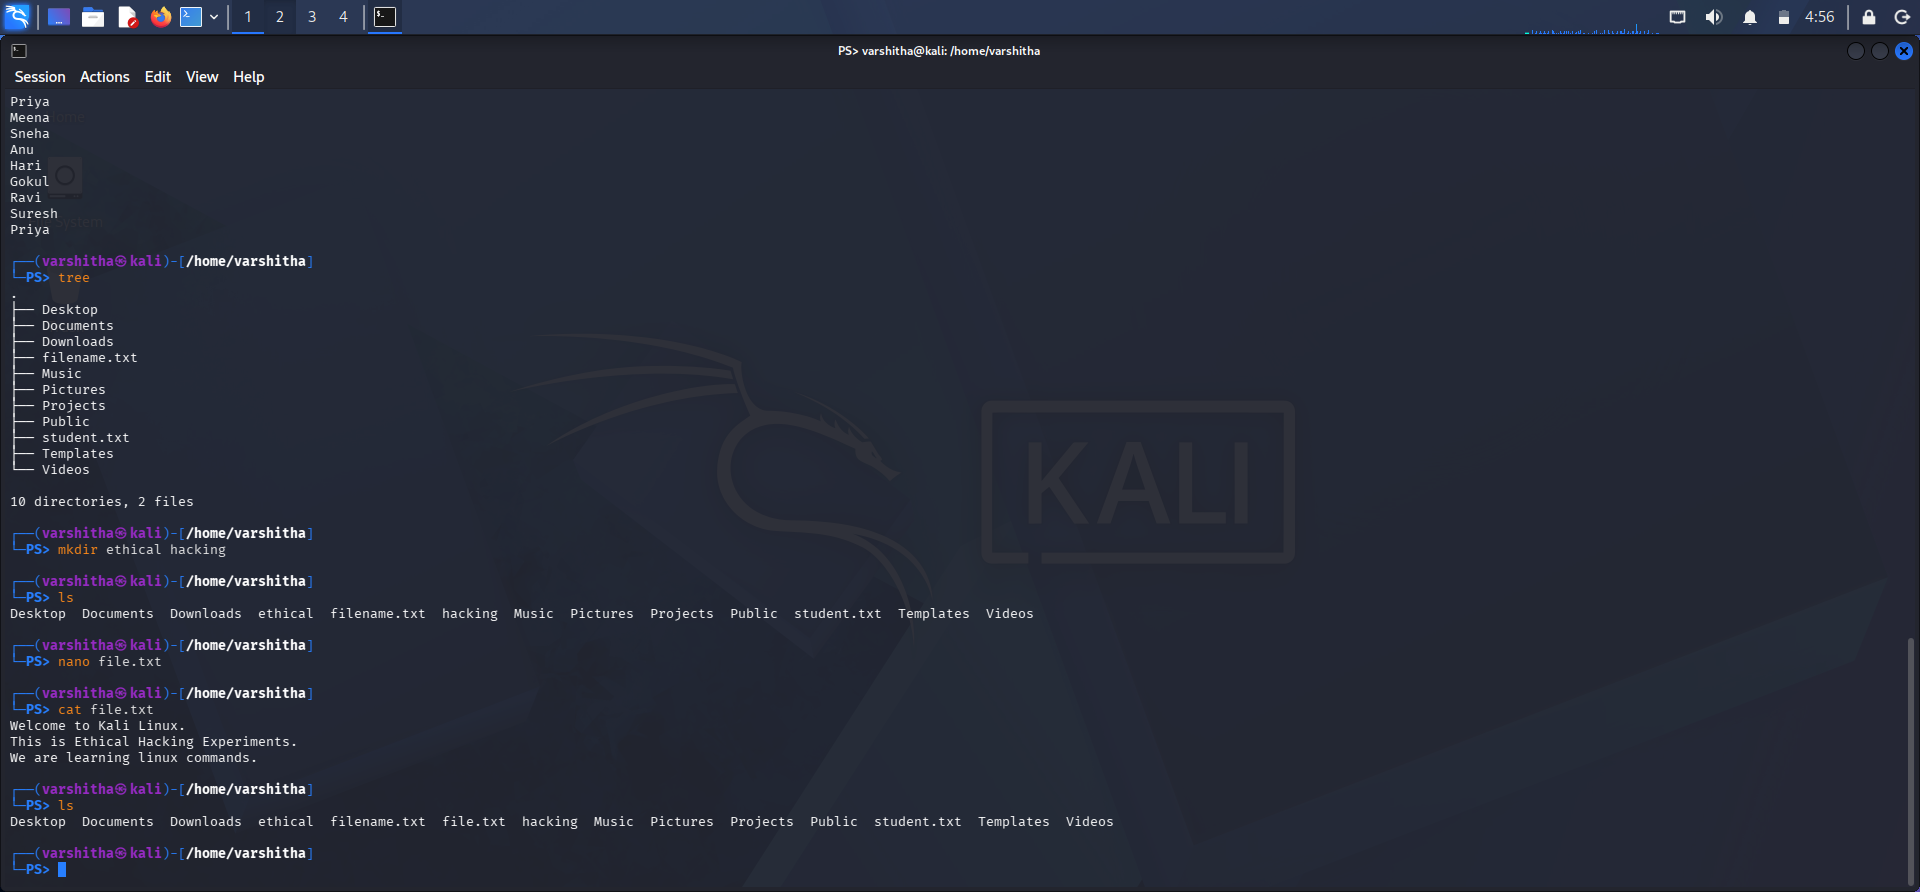 1 2 3 4 4:56
PS> varshitha@kali: /home/varshitha
Session Actions Edit View Help
Priya
Meena
Sneha
Anu
Hari
Gokul
Ravi
Suresh
Priya
┌──(varshitha㉿kali)-[/home/varshitha]
└─PS> tree
.
├── Desktop
├── Documents
├── Downloads
├── filename.txt
├── Music
├── Pictures
├── Projects
├── Public
├── student.txt
├── Templates
└── Videos
10 directories, 2 files
┌──(varshitha㉿kali)-[/home/varshitha]
└─PS> mkdir ethical hacking
┌──(varshitha㉿kali)-[/home/varshitha]
└─PS> ls
Desktop Documents Downloads ethical filename.txt hacking Music Pictures Projects Public student.txt Templates Videos
┌──(varshitha㉿kali)-[/home/varshitha]
└─PS> nano file.txt
┌──(varshitha㉿kali)-[/home/varshitha]
└─PS> cat file.txt
Welcome to Kali Linux.
This is Ethical Hacking Experiments.
We are learning linux commands.
┌──(varshitha㉿kali)-[/home/varshitha]
└─PS> ls
Desktop Documents Downloads ethical filename.txt file.txt hacking Music Pictures Projects Public student.txt Templates Videos
┌──(varshitha㉿kali)-[/home/varshitha]
└─PS>
KALI